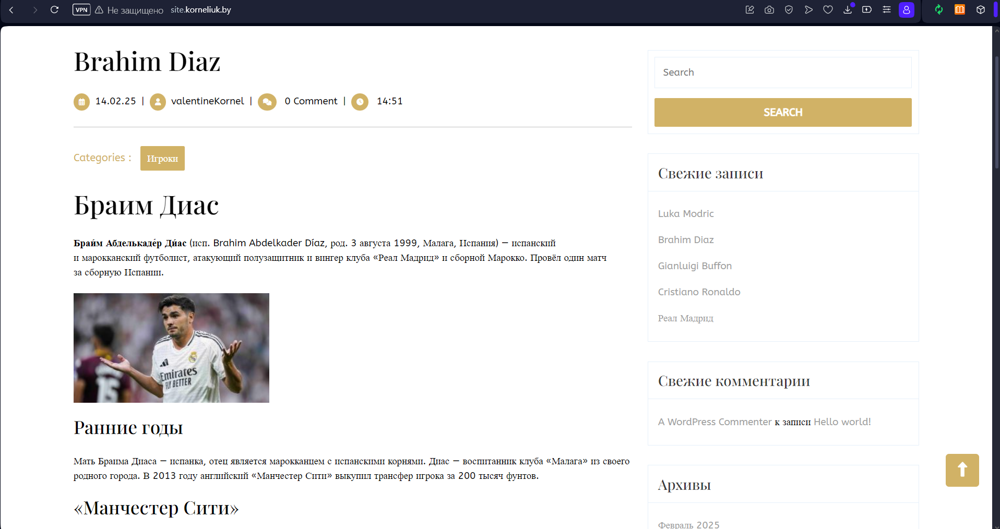 VPN Не защищено site.korneliuk.by
Brahim Diaz
14.02.25 | valentineKornel | 0 Comment | 14:51
Categories : Игроки
Браим Диас
Браи́м Абделькаде́р Ди́ас (исп. Brahim Abdelkader Díaz, род. 3 августа 1999, Малага, Испания) — испанский
и марокканский футболист, атакующий полузащитник и вингер клуба «Реал Мадрид» и сборной Марокко. Провёл один матч
за сборную Испании.
Emirates
FLY BETTER
15
Ранние годы
Мать Браима Диаса — испанка, отец является марокканцем с испанскими корнями. Диас — воспитанник клуба «Малага» из своего
родного города. В 2013 году английский «Манчестер Сити» выкупил трансфер игрока за 200 тысяч фунтов.
«Манчестер Сити»
Search
SEARCH
Свежие записи
Luka Modric
Brahim Diaz
Gianluigi Buffon
Cristiano Ronaldo
Реал Мадрид
Свежие комментарии
A WordPress Commenter к записи Hello world!
Архивы
Февраль 2025